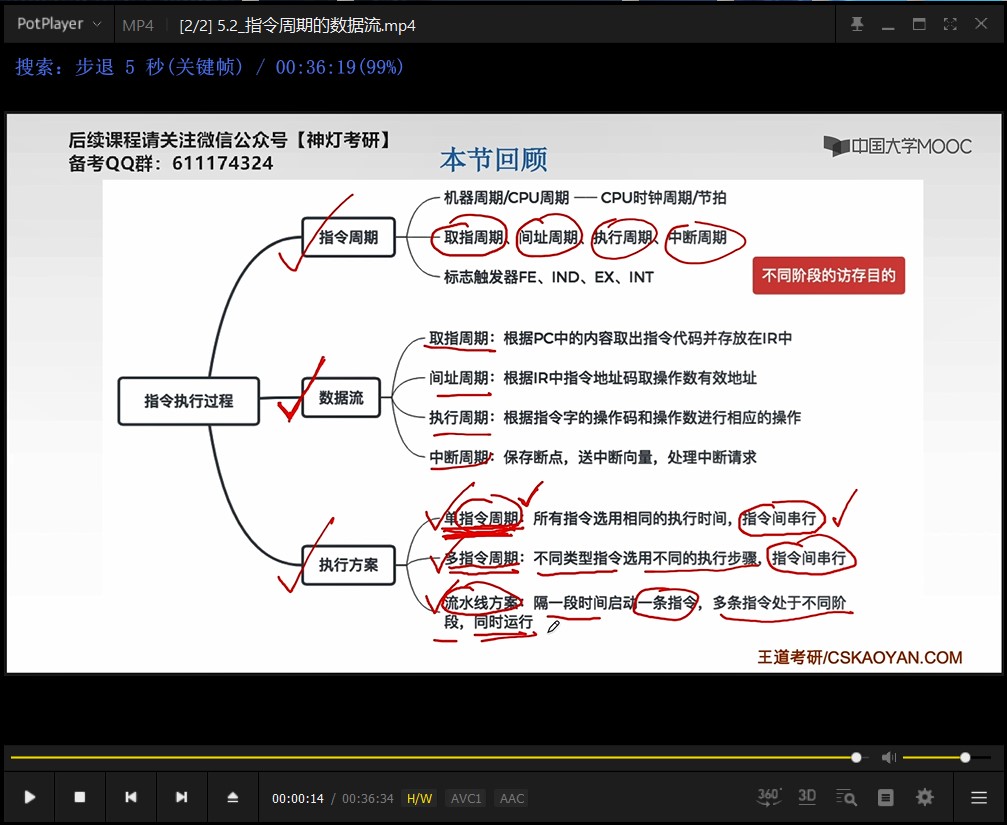 PotPlayer
MP4
[2/2] 5.2_指令周期的数据流.mp4
搜索: 步退 5 秒(关键帧) / 00:36:19(99%)
后续课程请关注微信公众号【神灯考研】
备考QQ群：611174324
本节回顾
中国大学MOOC
机器周期/CPU周期 —— CPU时钟周期/节拍
指令周期
取指周期、间址周期、执行周期、中断周期
标志触发器FE、IND、EX、INT
不同阶段的访存目的
取指周期：根据PC中的内容取出指令代码并存放在IR中
间址周期：根据IR中指令地址码取操作数有效地址
指令执行过程
数据流
执行周期：根据指令字的操作码和操作数进行相应的操作
中断周期：保存断点，送中断向量，处理中断请求
单指令周期：所有指令选用相同的执行时间，指令间串行
执行方案
多指令周期：不同类型指令选用不同的执行步骤，指令间串行
流水线方案：隔一段时间启动一条指令，多条指令处于不同阶
段，同时运行
王道考研/CSKAOYAN.COM
00:00:14 / 00:36:34 H/W AVC1 AAC
360°
3D